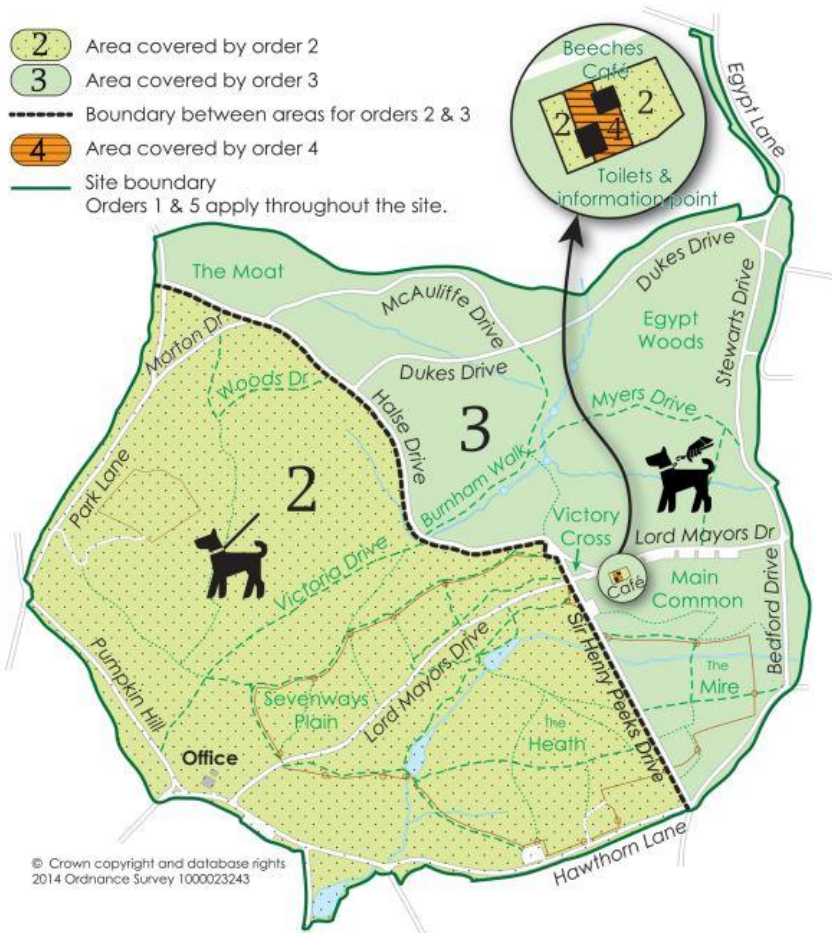 2 Area covered by order 2
3 Area covered by order 3
Boundary between areas for orders 2 & 3
4 Area covered by order 4
Site boundary
Orders 1 & 5 apply throughout the site.
Beeches
Café
2
4
2
Toilets &
information point
Egypt Lane
The Moat
McAuliffe Drive
Dukes Drive
Morton Dr
Woods Dr
Dukes Drive
Egypt
Woods
Stewarts Drive
Halse Drive
3
Myers Drive
Burnham Walk
2
Park Lane
Victory
Cross
Lord Mayors Dr
Café
Main
Common
Victoria Drive
Bedford Drive
Sir Henry Peeks Drive
The
Mire
Pumpkin Hill
Sevenways
Plain
Lord Mayors Drive
the
Heath
Office
Hawthorn Lane
© Crown copyright and database rights
2014 Ordnance Survey 1000023243